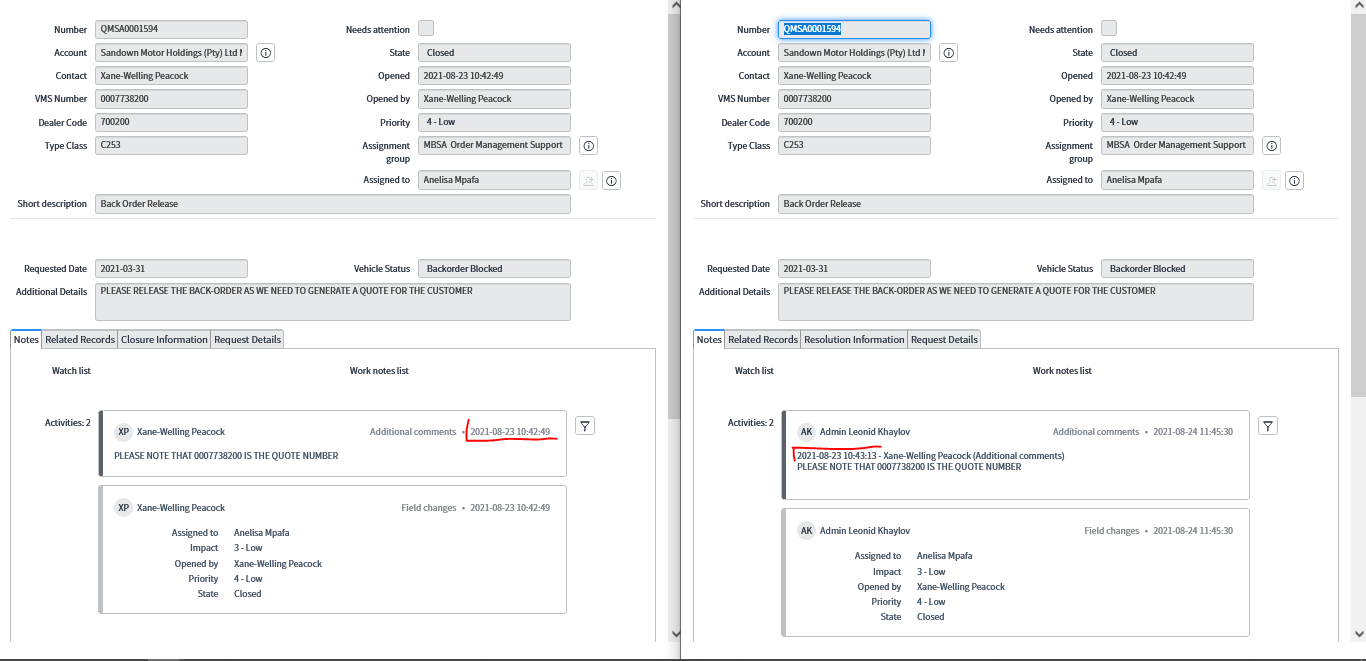 Number QMSA0001594 Needs attention
Account Sandown Motor Holdings (Pty) Ltd State Closed
Contact Xane-Welling Peacock Opened 2021-08-23 10:42:49
VMS Number 0007738200 Opened by Xane-Welling Peacock
Dealer Code 700200 Priority 4 - Low
Type Class C253 Assignment group MBSA Order Management Support
Assigned to Anelisa Mpafa
Short description Back Order Release
Requested Date 2021-03-31 Vehicle Status Backorder Blocked
Additional Details PLEASE RELEASE THE BACK-ORDER AS WE NEED TO GENERATE A QUOTE FOR THE CUSTOMER
Notes Related Records Closure Information Request Details
Watch list Work notes list
Activities: 2
XP Xane-Welling Peacock Additional comments • 2021-08-23 10:42:49
PLEASE NOTE THAT 0007738200 IS THE QUOTE NUMBER
XP Xane-Welling Peacock Field changes • 2021-08-23 10:42:49
Assigned to Anelisa Mpafa
Impact 3 - Low
Opened by Xane-Welling Peacock
Priority 4 - Low
State Closed
Number QMSA0001594 Needs attention
Account Sandown Motor Holdings (Pty) Ltd State Closed
Contact Xane-Welling Peacock Opened 2021-08-23 10:42:49
VMS Number 0007738200 Opened by Xane-Welling Peacock
Dealer Code 700200 Priority 4 - Low
Type Class C253 Assignment group MBSA Order Management Support
Assigned to Anelisa Mpafa
Short description Back Order Release
Requested Date 2021-03-31 Vehicle Status Backorder Blocked
Additional Details PLEASE RELEASE THE BACK-ORDER AS WE NEED TO GENERATE A QUOTE FOR THE CUSTOMER
Notes Related Records Resolution Information Request Details
Watch list Work notes list
Activities: 2
AK Admin Leonid Khaylov Additional comments • 2021-08-24 11:45:30
2021-08-23 10:43:13 - Xane-Welling Peacock (Additional comments)
PLEASE NOTE THAT 0007738200 IS THE QUOTE NUMBER
AK Admin Leonid Khaylov Field changes • 2021-08-24 11:45:30
Assigned to Anelisa Mpafa
Impact 3 - Low
Opened by Xane-Welling Peacock
Priority 4 - Low
State Closed